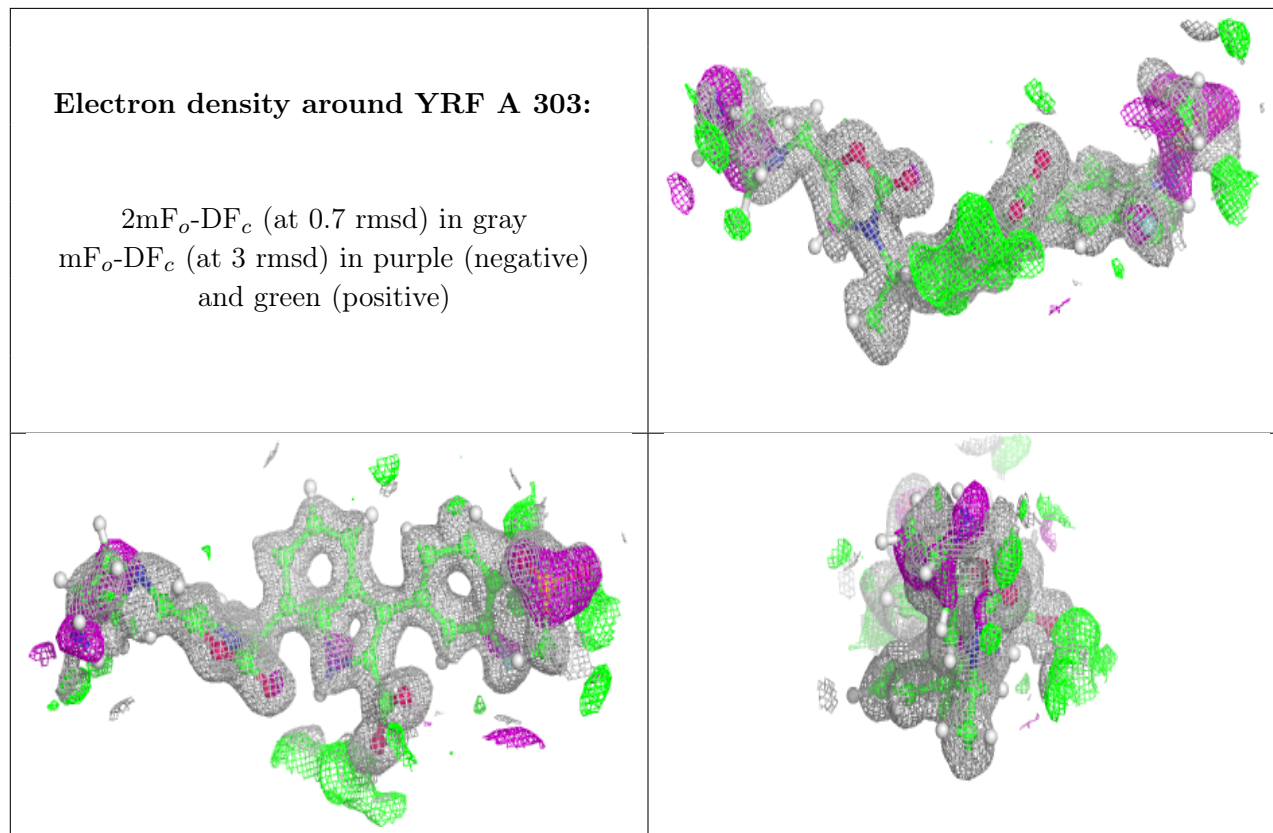 Electron density around YRF A 303:
2mFo-DFc (at 0.7 rmsd) in gray
mFo-DFc (at 3 rmsd) in purple (negative)
and green (positive)